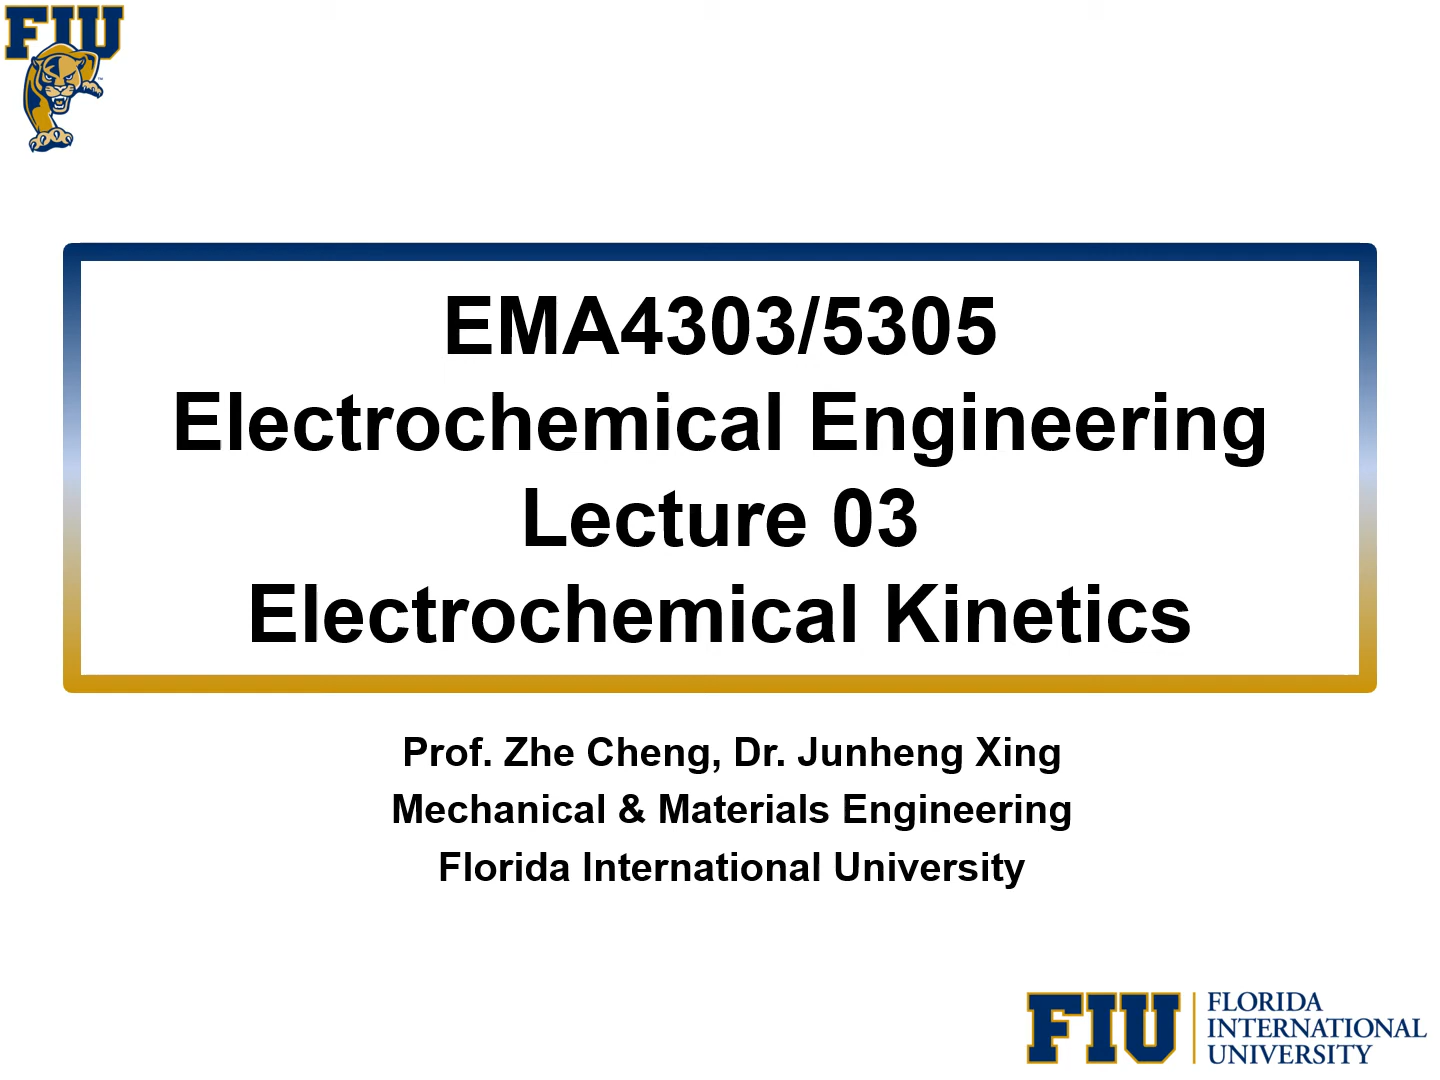 FIU
EMA4303/5305
Electrochemical Engineering
Lecture 03
Electrochemical Kinetics
Prof. Zhe Cheng, Dr. Junheng Xing
Mechanical & Materials Engineering
Florida International University
FIU
FLORIDA
INTERNATIONAL
UNIVERSITY